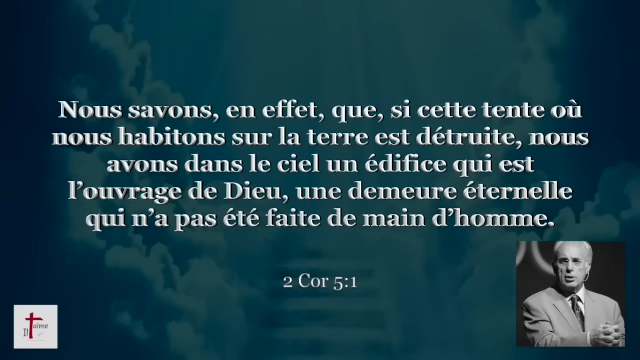 Nous savons, en effet, que, si cette tente où
nous habitons sur la terre est détruite, nous
avons dans le ciel un édifice qui est
l’ouvrage de Dieu, une demeure éternelle
qui n’a pas été faite de main d’homme.
2 Cor 5:1
Il t'aime